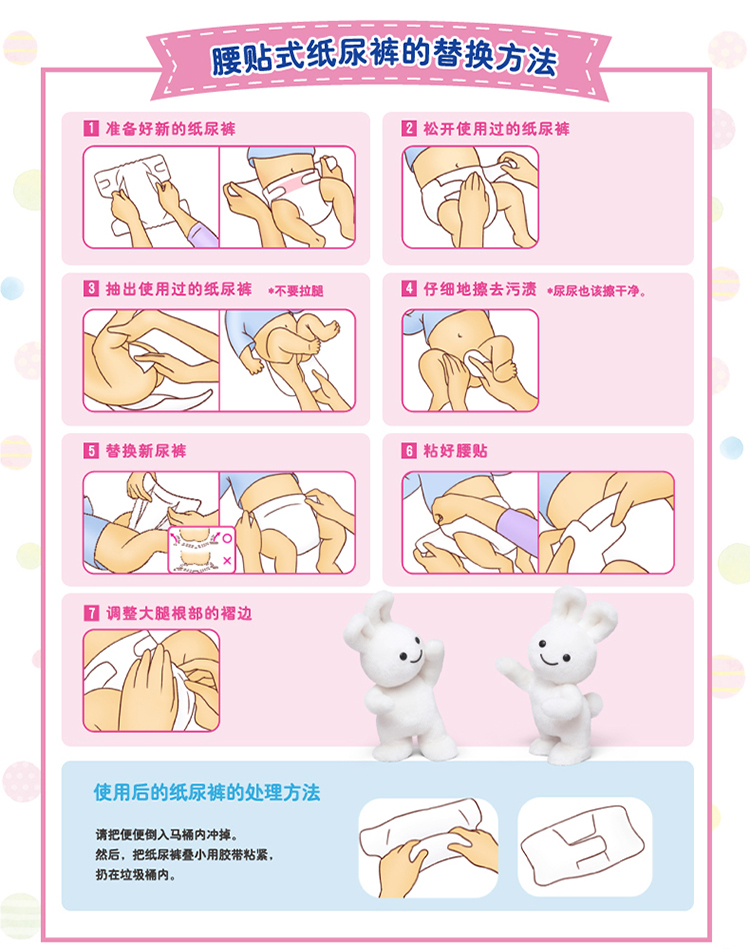 腰贴式纸尿裤的替换方法
1 准备好新的纸尿裤
2 松开使用过的纸尿裤
3 抽出使用过的纸尿裤 *不要拉腿
4 仔细地擦去污渍 *尿尿也该擦干净。
5 替换新尿裤
6 粘好腰贴
7 调整大腿根部的褶边
使用后的纸尿裤的处理方法
请把便便倒入马桶内冲掉。
然后，把纸尿裤叠小用胶带粘紧，
扔在垃圾桶内。